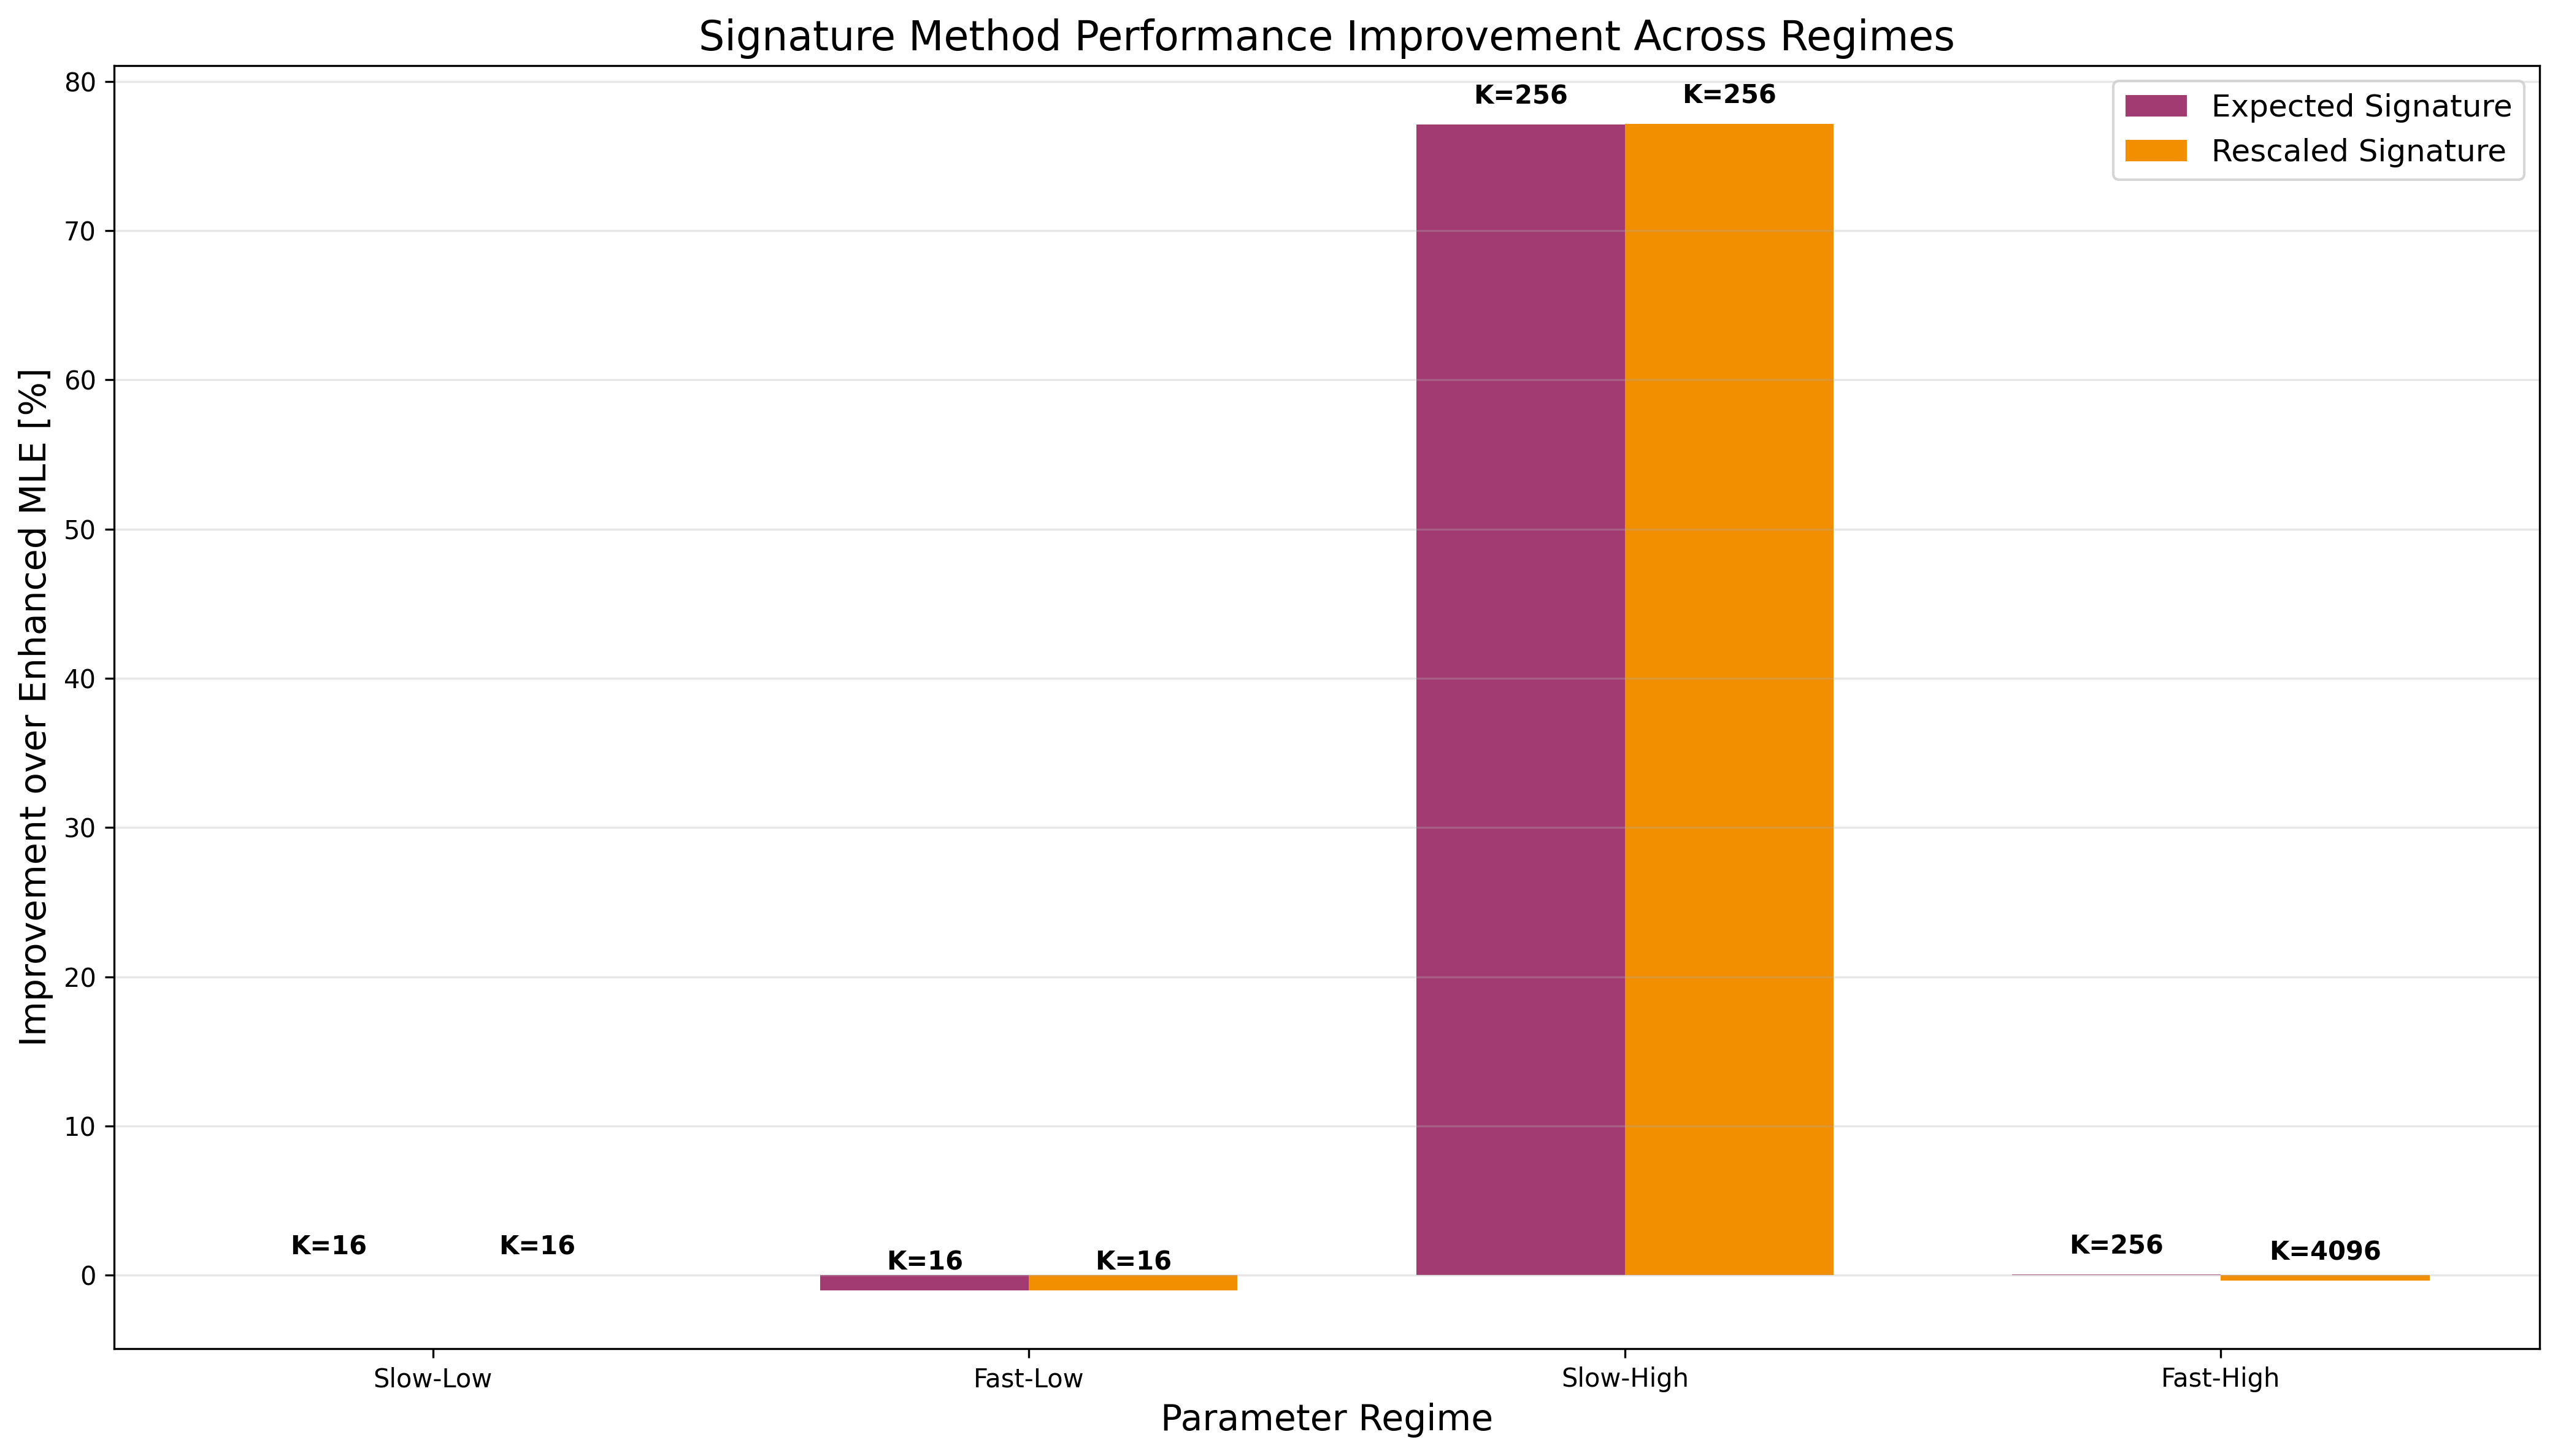 Signature Method Performance Improvement Across Regimes
Improvement over Enhanced MLE [%]
80
70
60
50
40
30
20
10
0
K=256
K=256
Expected Signature
Rescaled Signature
K=16
K=16
K=16
K=16
K=256
K=4096
Slow-Low
Fast-Low
Slow-High
Fast-High
Parameter Regime